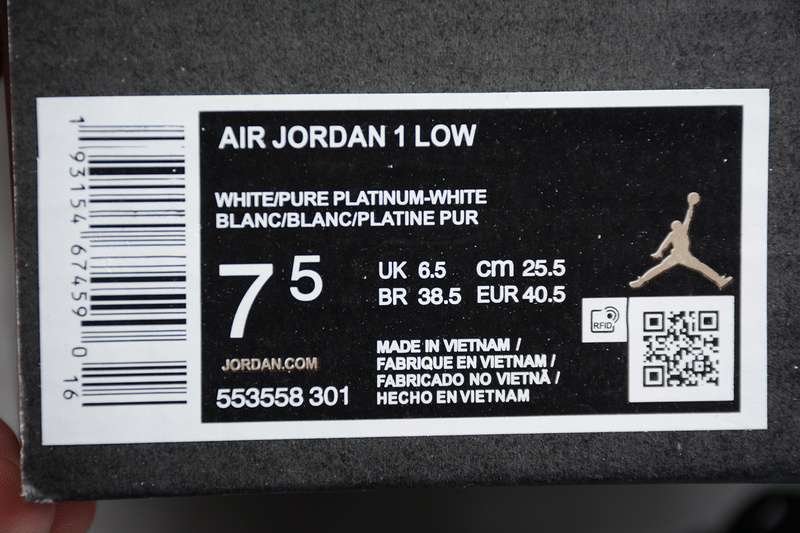 1 93154 67459 0 16
AIR JORDAN 1 LOW
WHITE/PURE PLATINUM-WHITE
BLANC/BLANC/PLATINE PUR
7 5
UK 6.5 cm 25.5
BR 38.5 EUR 40.5
RFID
JORDAN.COM
553558 301
MADE IN VIETNAM /
FABRIQUE EN VIETNAM /
FABRICADO NO VIETNÃ /
HECHO EN VIETNAM